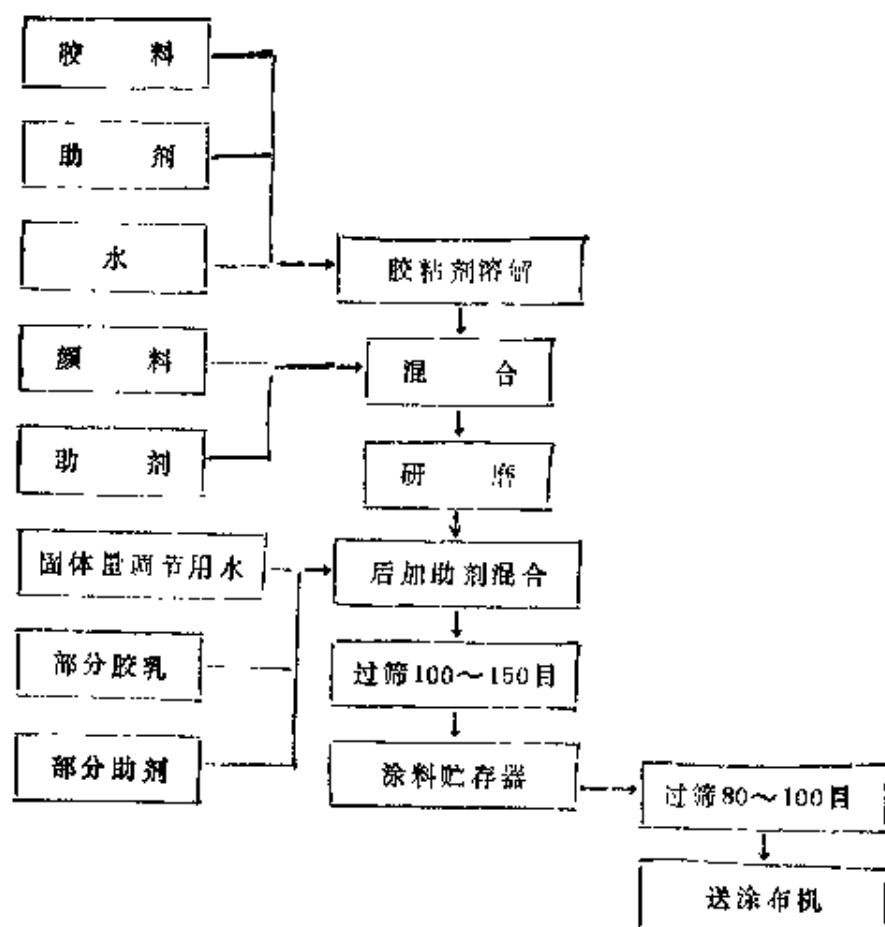 胶 料
助 剂
水
胶粘剂溶解
颜 料
混 合
助 剂
研 磨
固体量调节用水
后加助剂混合
部分胶乳
过筛100～150目
部分助剂
涂料贮存器
过筛80～100目
送涂布机